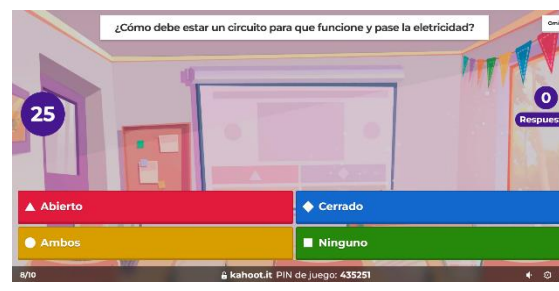 ¿Cómo debe estar un circuito para que funcione y pase la eletricidad?
25
0
Abierto
Cerrado
Ambos
Ninguno
8/10
kahoot.it PIN de juego: 435251